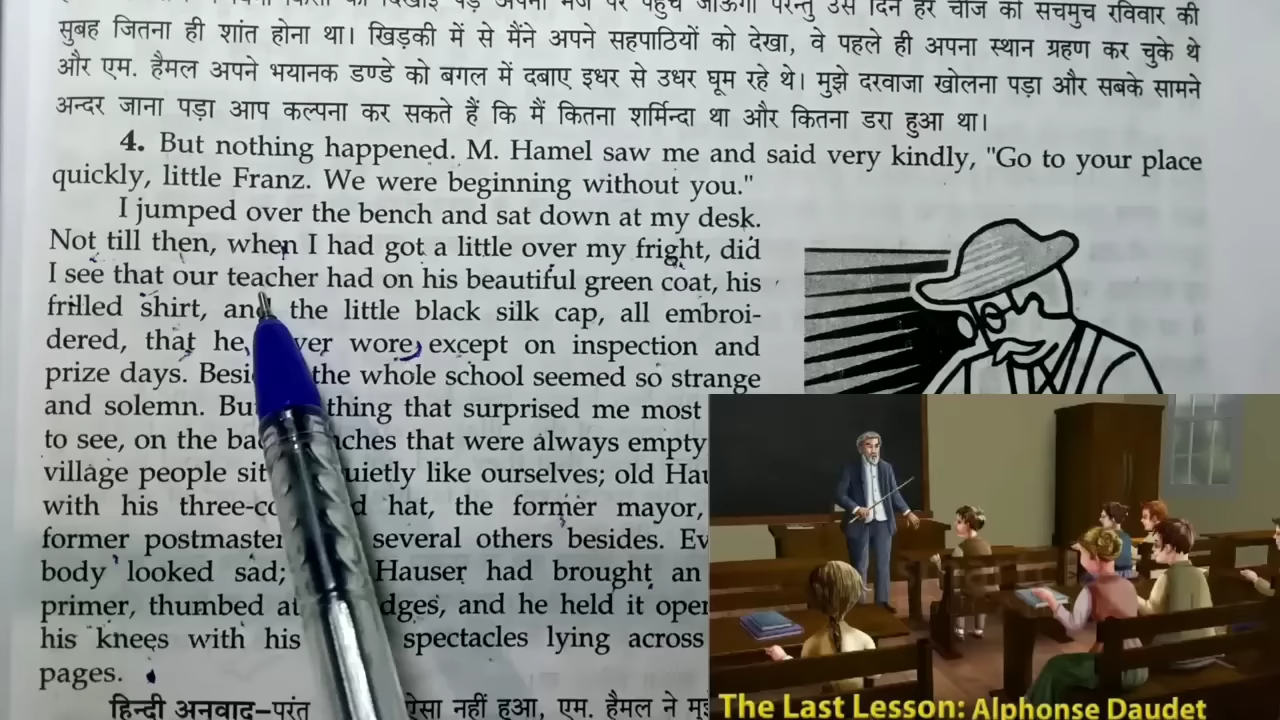 सुबह जितना ही शांत होना था। खिड़की में से मैंने अपने सहपाठियों को देखा, वे पहले ही अपना स्थान ग्रहण कर चुके थे
और एम. हैमल अपने भयानक डण्डे को बगल में दबाए इधर से उधर घूम रहे थे। मुझे दरवाजा खोलना पड़ा और सबके सामने
अन्दर जाना पड़ा आप कल्पना कर सकते हैं कि मैं कितना शर्मिन्दा था और कितना डरा हुआ था।
4. But nothing happened. M. Hamel saw me and said very kindly, "Go to your place
quickly, little Franz. We were beginning without you."
I jumped over the bench and sat down at my desk.
Not till then, when I had got a little over my fright, did
I see that our teacher had on his beautiful green coat, his
frilled shirt, and the little black silk cap, all embroi-
dered, that he wore except on inspection and
prize days. the whole school seemed so strange
and solemn. thing that surprised me most
to see, on the that were always empty
village people quietly like ourselves; old
with his hat, the former mayor,
former several others besides.
body looked sad; Hauser had brought an
primer, thumbed and he held it
his knees with his spectacles lying across
pages.
हिन्दी अनुवाद–परंतु ऐसा नहीं हुआ, एम. हैमल ने
The Last Lesson: Alphonse Daudet